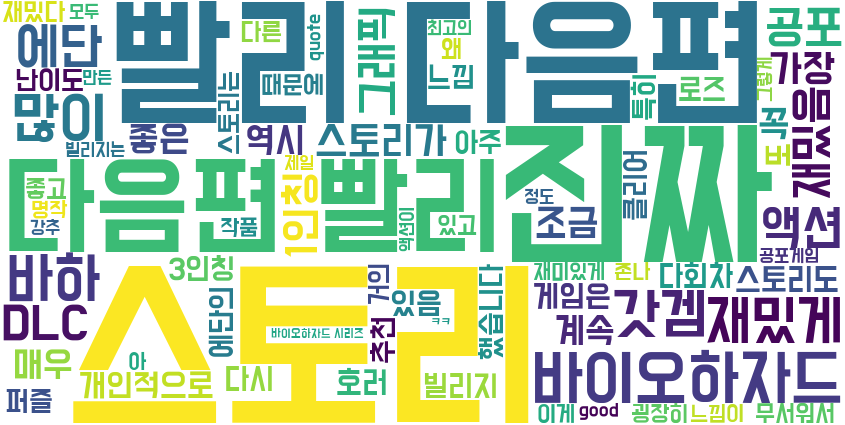 재밌다 모두
빨리 다음편
다른
quote
최고의
왜
공포
에단
난이도 만든
때문에
그래픽
느낌
특히
로즈
그렇게
가장
많이
좋은
스토리는
역시
스토리가
아주
꼭
또
재밌음
빌리지는
다음편 빨리
진짜
좋고
명작
강추
작품
제일
1인칭
액션이
있고
정도
조금
클리어
액션
공포게임
바하
DLC
3인칭
에단의
스토리
거의
있음
ㅋㅋ
바이오하자드 시리즈
추천
했습니다
재미있게
존나
다회차
스토리도
게임은
계속
갓겜
재밌게
매우
아
개인적으로
다시
호러
빌리지
바이오하자드
퍼즐
이게
good
굉장히
느낌이
무서워서